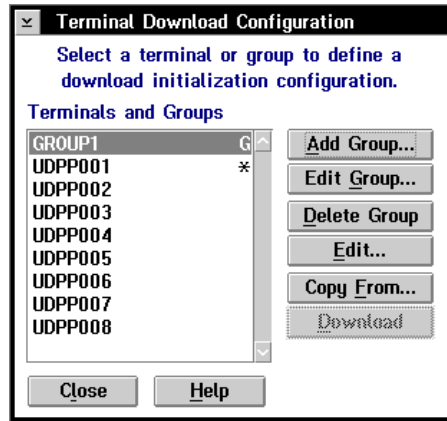 Terminal Download Configuration
Select a terminal or group to define a
download initialization configuration.
Terminals and Groups
GROUP1 G
UDPP001 *
UDPP002
UDPP003
UDPP004
UDPP005
UDPP006
UDPP007
UDPP008
Add Group...
Edit Group...
Delete Group
Edit...
Copy From...
Download
Close
Help